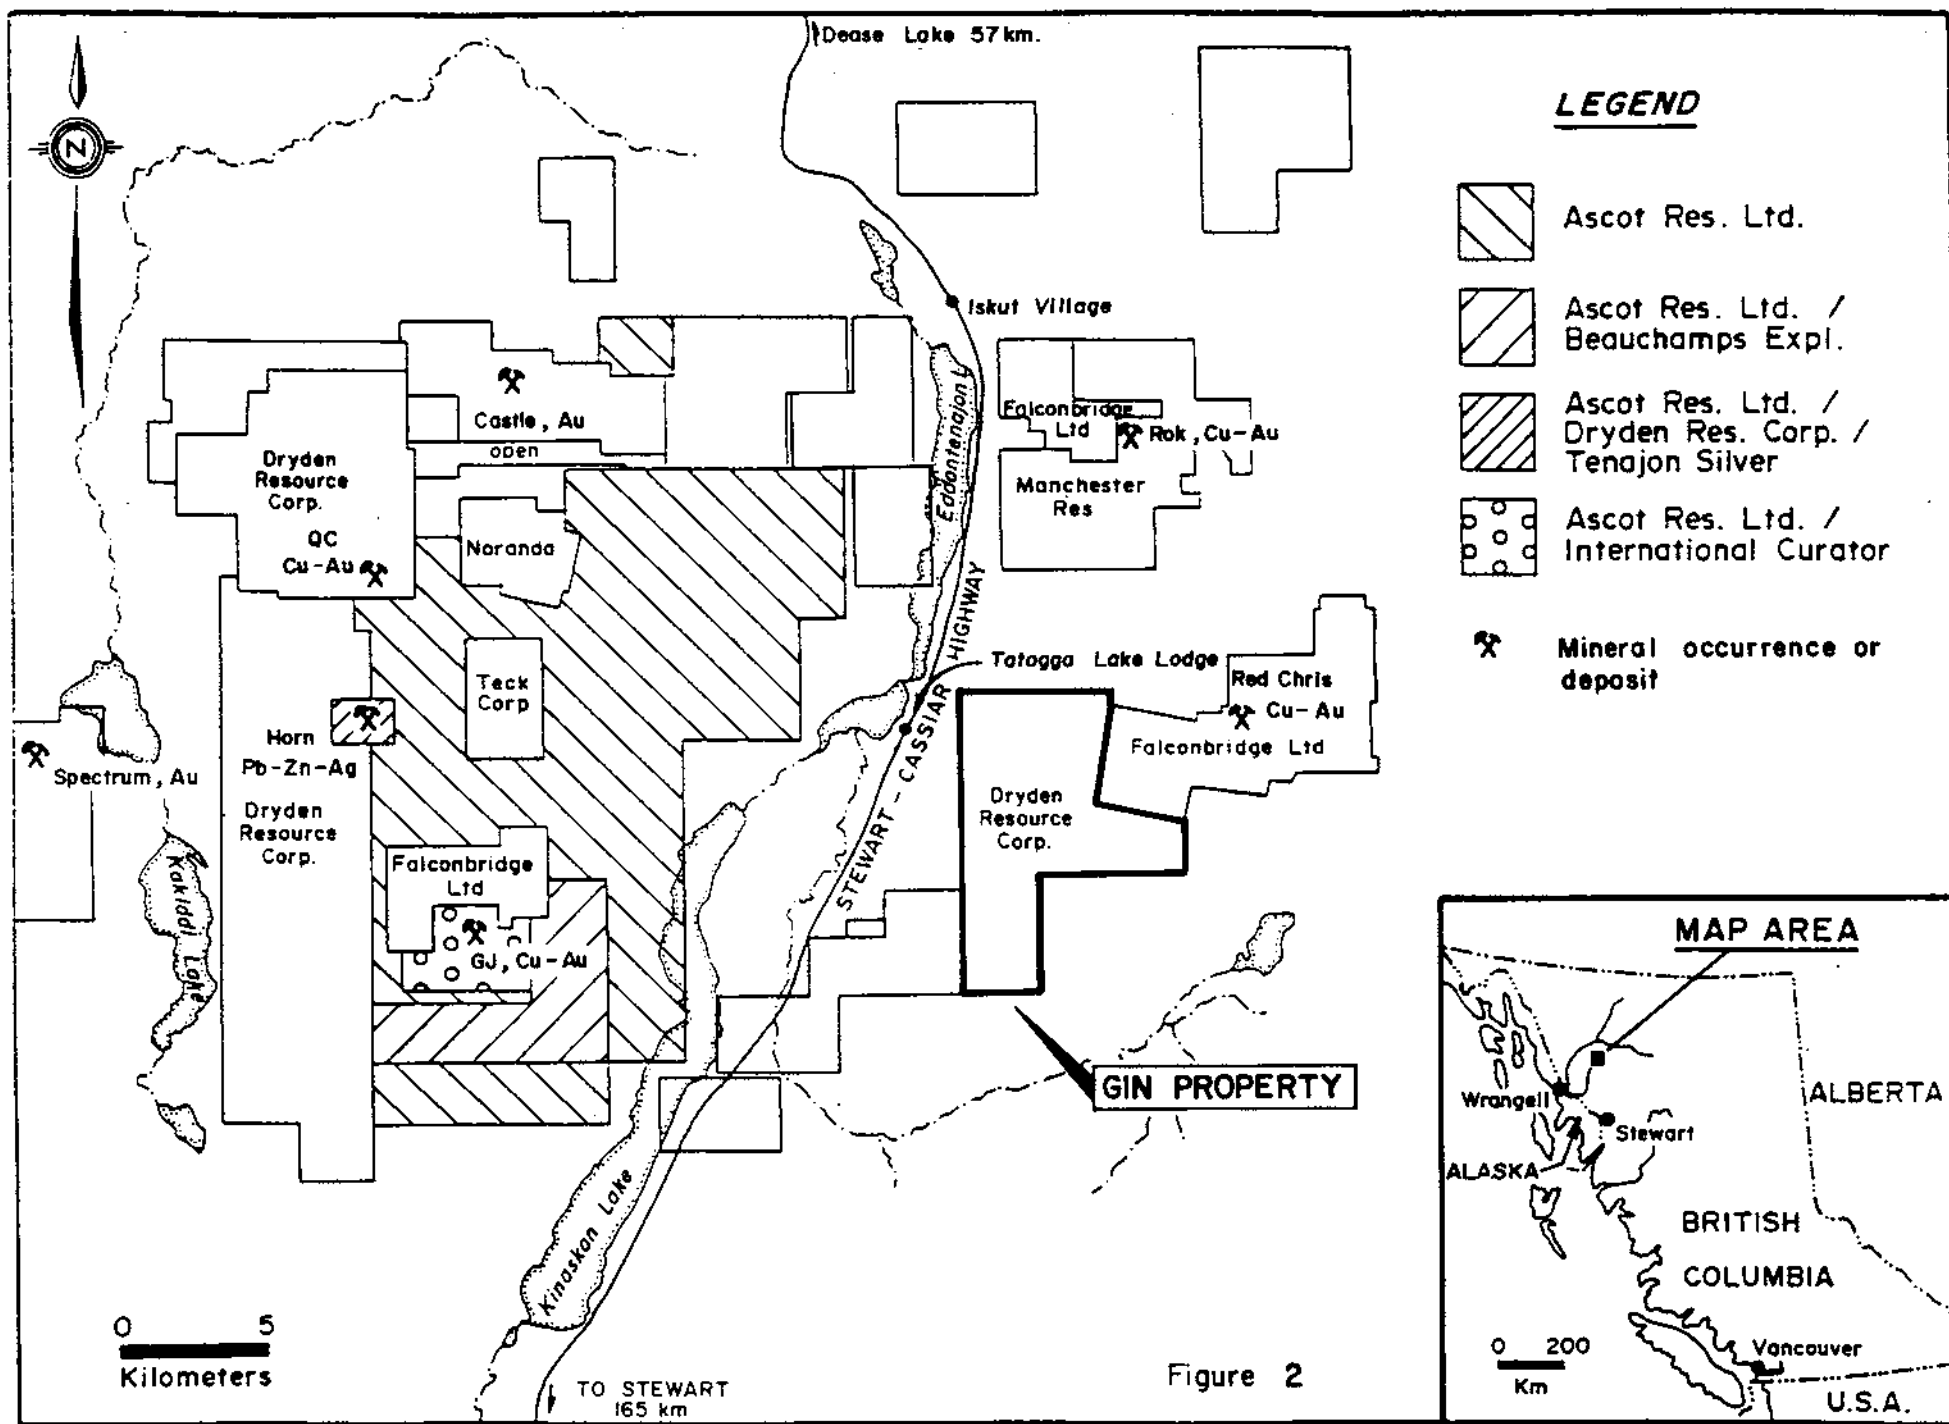 Dease Lake 57 km.
N
LEGEND
Ascot Res. Ltd.
Ascot Res. Ltd. /
Beauchamps Expl.
Ascot Res. Ltd. /
Dryden Res. Corp. /
Tenajon Silver
Ascot Res. Ltd. /
International Curator
Mineral occurrence or
deposit
Iskut Village
Eddontenajon L
Castle, Au
open
Dryden
Resource
Corp.
QC
Cu-Au
Noranda
Falconbridge
Ltd
Rok, Cu-Au
Manchester
Res
STEWART-CASSIAR HIGHWAY
Tatogga Lake Lodge
Red Chris
Cu-Au
Falconbridge Ltd
Teck
Corp
Horn
Pb-Zn-Ag
Spectrum, Au
Dryden
Resource
Corp.
Dryden
Resource
Corp.
Kakiddi Lake
Falconbridge
Ltd
GJ, Cu-Au
GIN PROPERTY
Kinaskan Lake
0 5
Kilometers
TO STEWART
165 km
Figure 2
MAP AREA
Wrangell
Stewart
ALASKA
ALBERTA
BRITISH
COLUMBIA
0 200
Km
Vancouver
U.S.A.